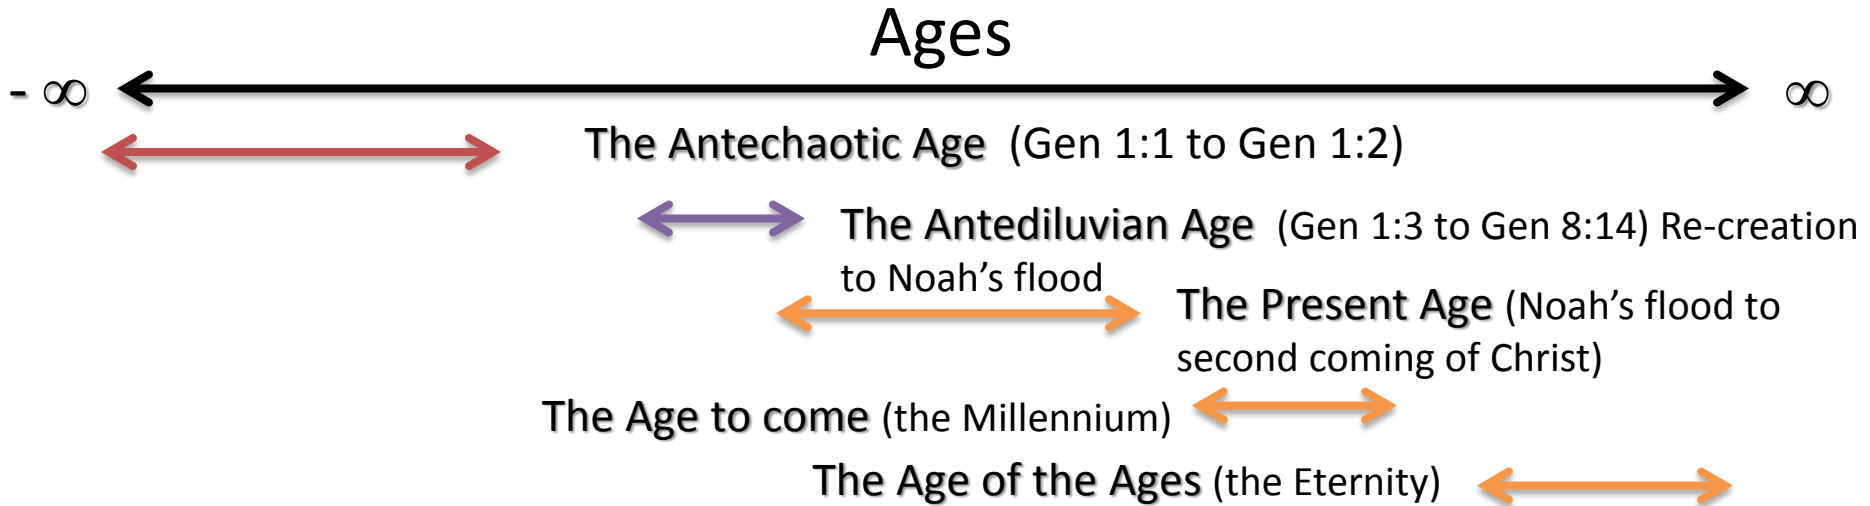 Ages
- ∞ ∞
The Antechaotic Age (Gen 1:1 to Gen 1:2)
The Antediluvian Age (Gen 1:3 to Gen 8:14) Re-creation
to Noah’s flood
The Present Age (Noah’s flood to
second coming of Christ)
The Age to come (the Millennium)
The Age of the Ages (the Eternity)